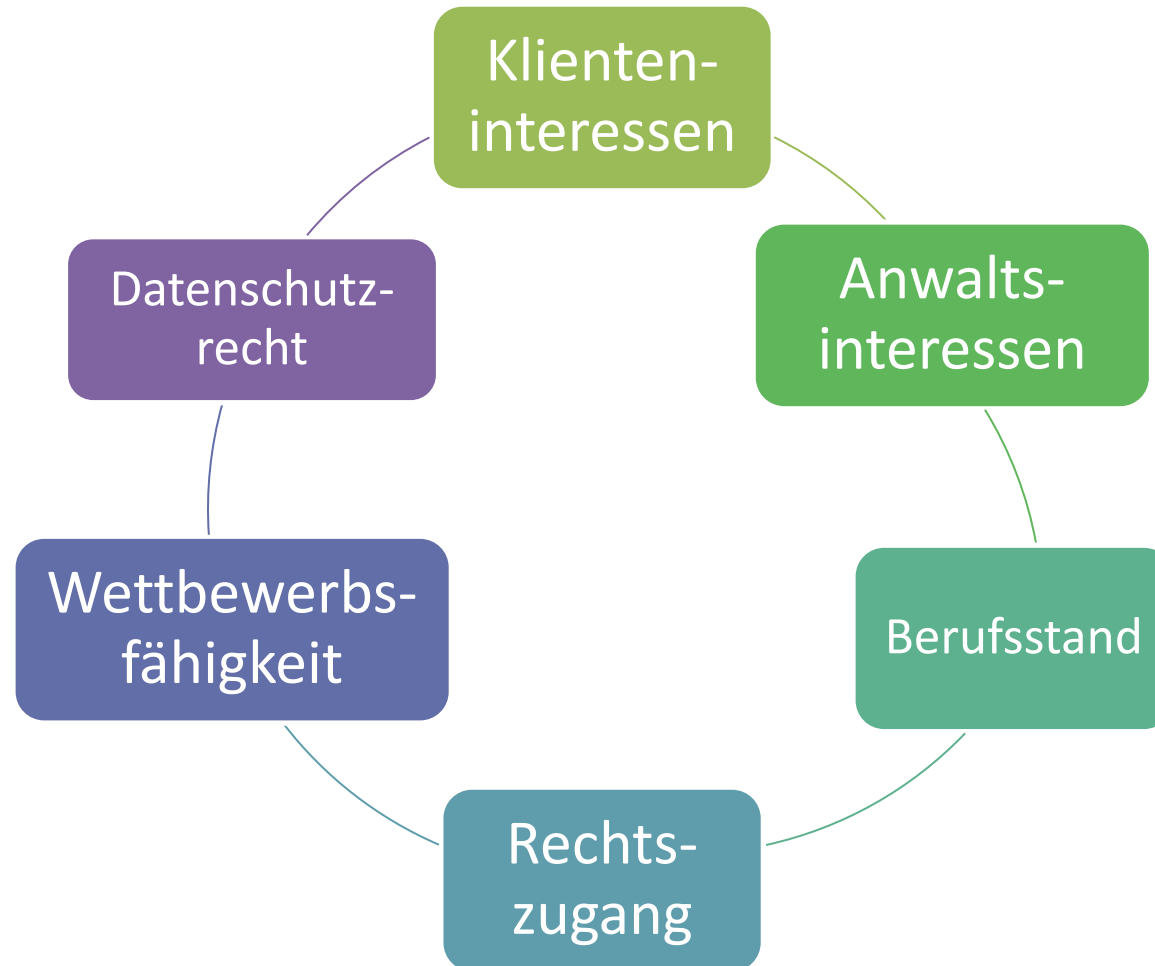 Klienten-
interessen
Anwalts-
interessen
Berufsstand
Rechts-
zugang
Wettbewerbs-
fähigkeit
Datenschutz-
recht